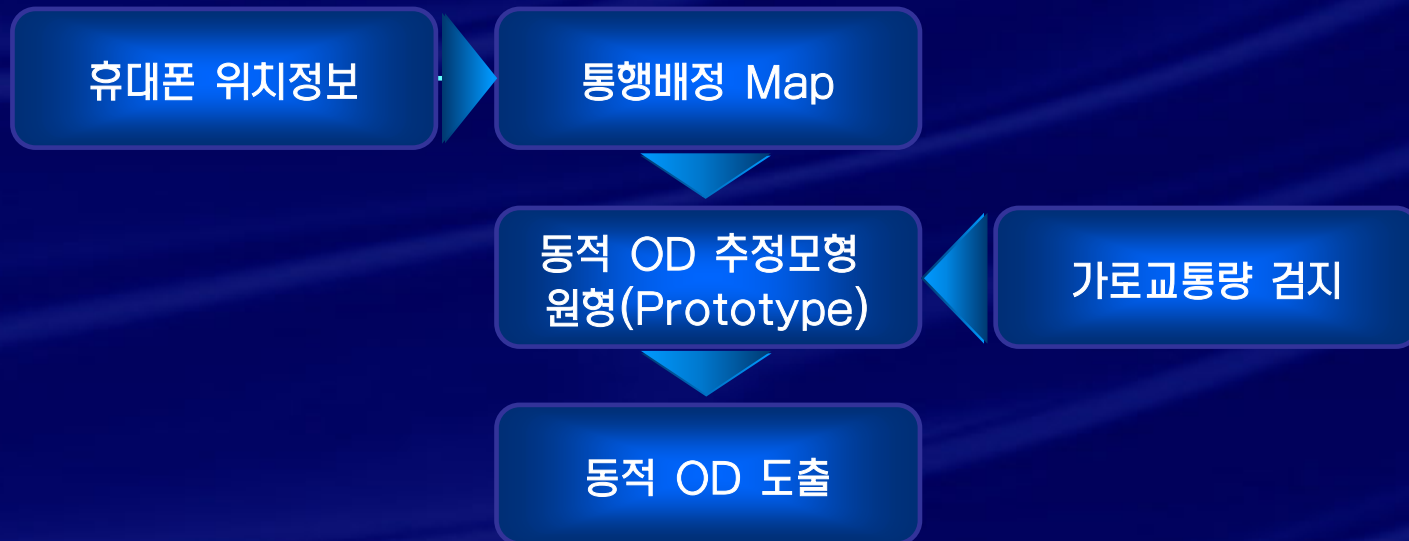 휴대폰 위치정보
통행배정 Map
동적 OD 추정모형
원형(Prototype)
가로교통량 검지
동적 OD 도출